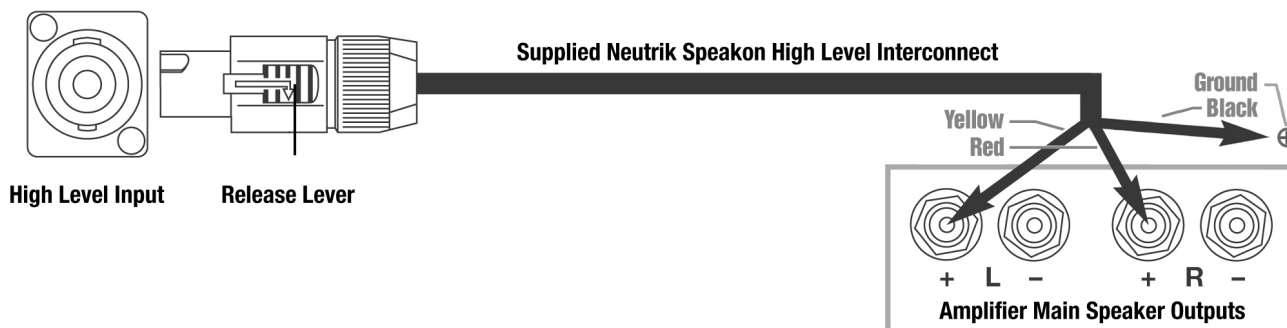 Supplied Neutrik Speakon High Level Interconnect
Ground
Black
Yellow
Red
High Level Input
Release Lever
+ L − + R −
Amplifier Main Speaker Outputs